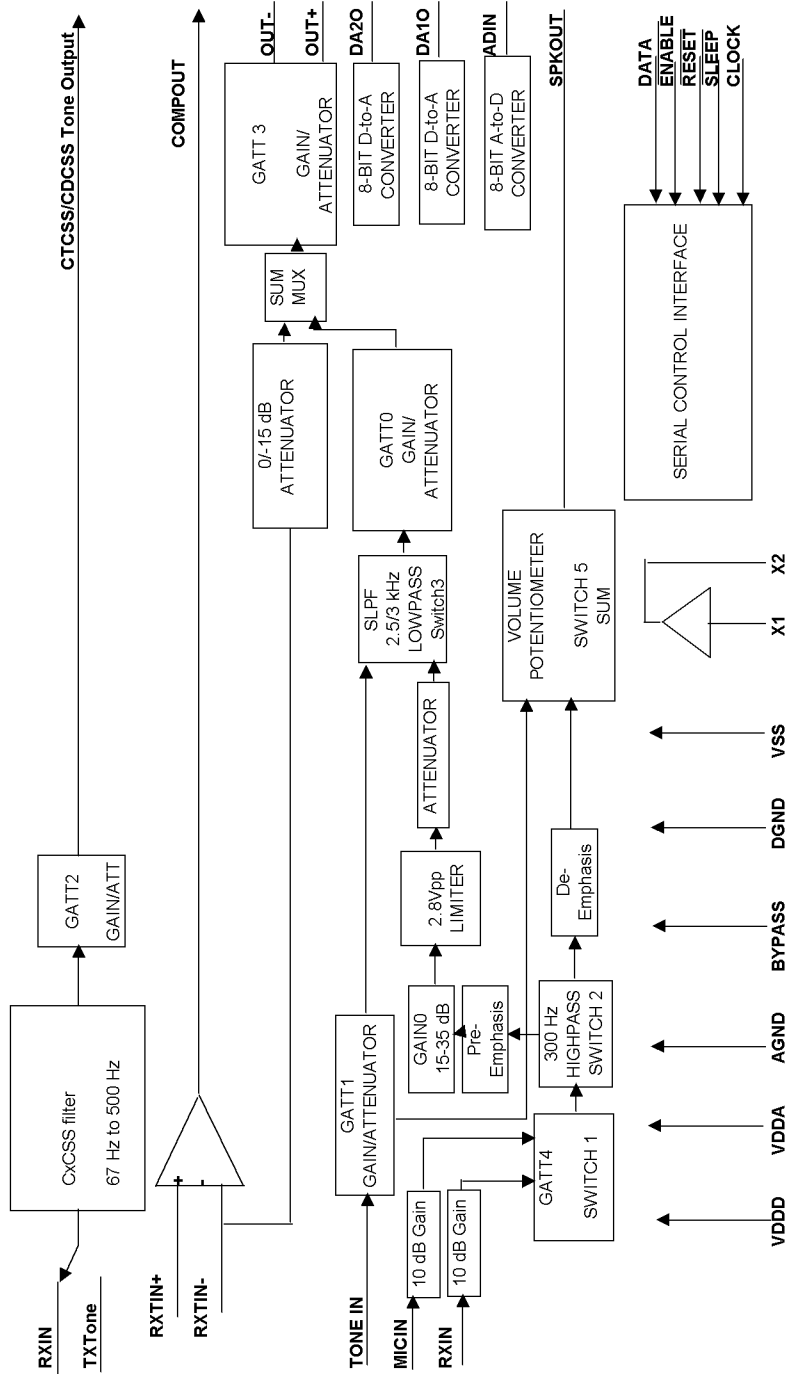 RXIN
TXTone
CxCSS filter
67 Hz to 500 Hz
GATT2
GAIN/ATT
CTCSS/CDCSS Tone Output
RXTIN+
RXTIN-
+
-
COMPOUT
0/-15 dB
ATTENUATOR
SUM
MUX
GATT 3
GAIN/
ATTENUATOR
OUT-
OUT+
TONE IN
GATT1
GAIN/ATTENUATOR
SLPF
2.5/3 kHz
LOWPASS
Switch3
GATT0
GAIN/
ATTENUATOR
8-BIT D-to-A
CONVERTER
DA2O
8-BIT D-to-A
CONVERTER
DA1O
8-BIT A-to-D
CONVERTER
ADIN
MICIN
10 dB Gain
RXIN
10 dB Gain
GAIN0
15-35 dB
Pre-
Emphasis
2.8Vpp
LIMITER
ATTENUATOR
GATT4
SWITCH 1
300 Hz
HIGHPASS
SWITCH 2
De-
Emphasis
VOLUME
POTENTIOMETER
SWITCH 5
SUM
SPKOUT
SERIAL CONTROL INTERFACE
DATA
ENABLE
RESET
SLEEP
CLOCK
VDDD
VDDA
AGND
BYPASS
DGND
VSS
X1
X2